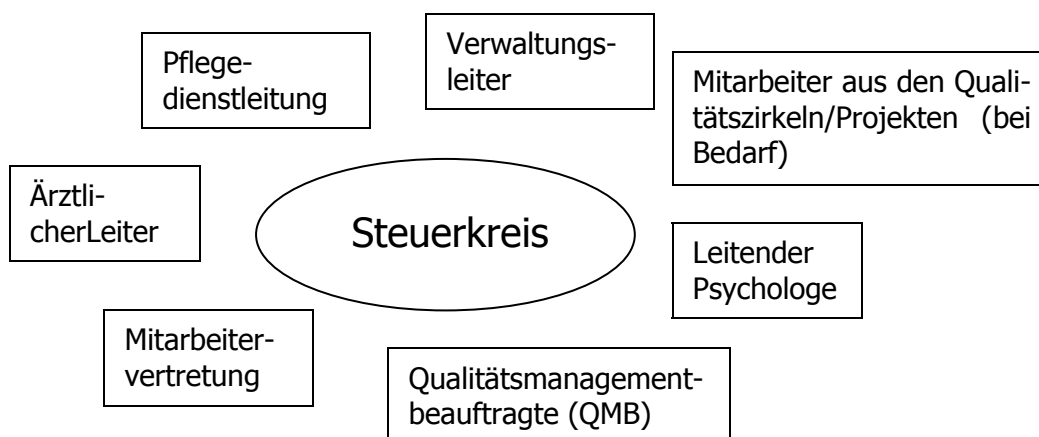 Verwaltungs-
leiter
Pflege-
dienstleitung
Mitarbeiter aus den Quali-
tätszirkeln/Projekten (bei
Bedarf)
Ärztli-
cherLeiter
Steuerkreis
Leitender
Psychologe
Mitarbeiter-
vertretung
Qualitätsmanagement-
beauftragte (QMB)